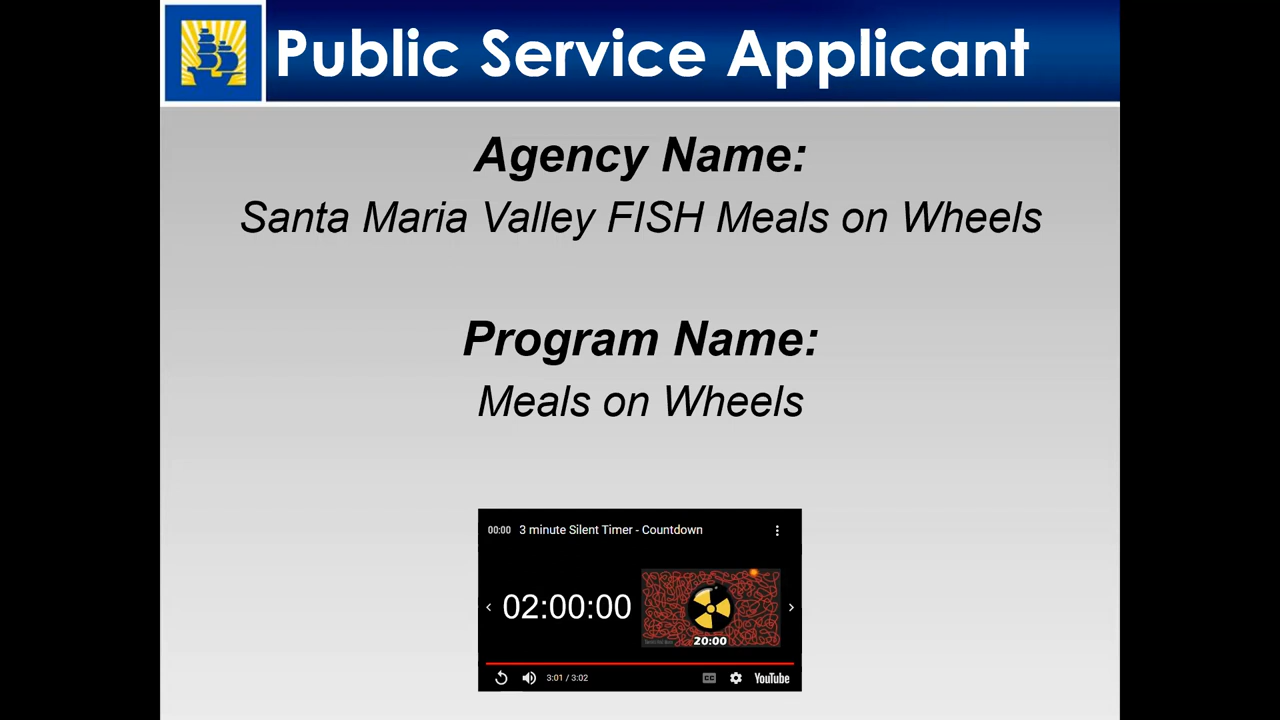 Public Service Applicant
Agency Name:
Santa Maria Valley FISH Meals on Wheels
Program Name:
Meals on Wheels
00:00 3 minute Silent Timer - Countdown
02:00:00
20:00
3:01 / 3:02
CC
YouTube